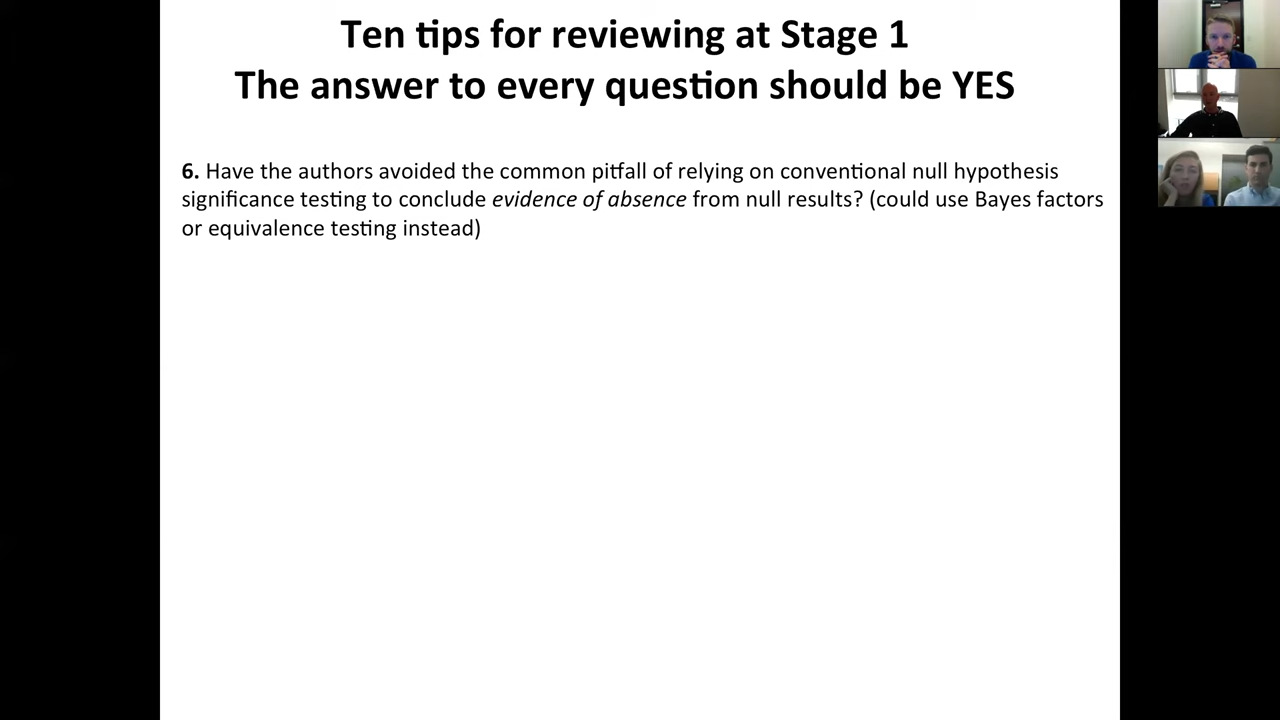 Ten tips for reviewing at Stage 1
The answer to every question should be YES
6. Have the authors avoided the common pitfall of relying on conventional null hypothesis
significance testing to conclude evidence of absence from null results? (could use Bayes factors
or equivalence testing instead)